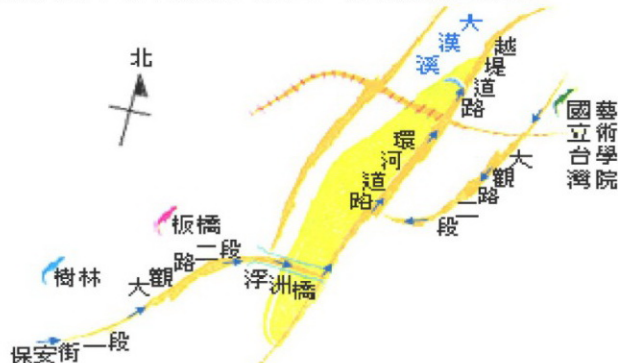 北
大漢溪
越堤道路
國立台灣藝術學院
環河道路
大觀路二段
板橋
樹林
大觀路二段
浮洲橋
保安街一段